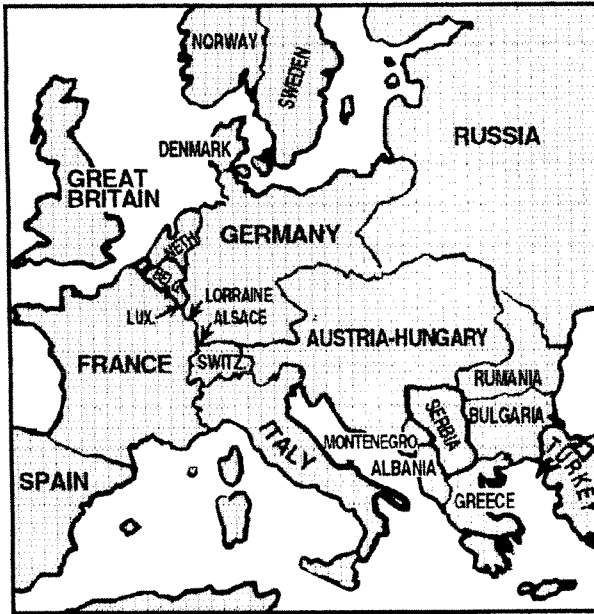 NORWAY
SWEDEN
DENMARK
RUSSIA
GREAT
BRITAIN
NETH.
GERMANY
BEL.
LUX.
LORRAINE
ALSACE
AUSTRIA-HUNGARY
FRANCE
SWITZ.
RUMANIA
SERBIA
BULGARIA
ITALY
MONTENEGRO
ALBANIA
TURKEY
SPAIN
GREECE